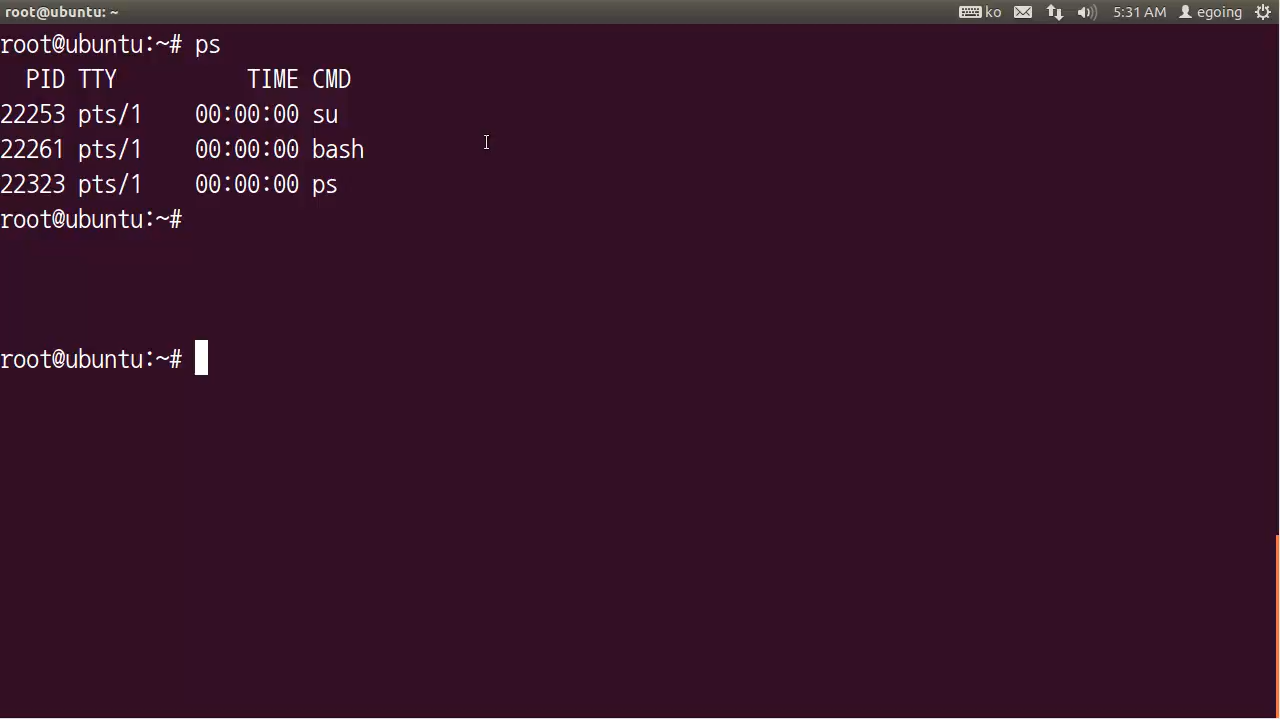 root@ubuntu: ~ ko 5:31 AM egoing
root@ubuntu:~# ps
  PID TTY          TIME CMD
22253 pts/1    00:00:00 su
22261 pts/1    00:00:00 bash
22323 pts/1    00:00:00 ps
root@ubuntu:~#
root@ubuntu:~#